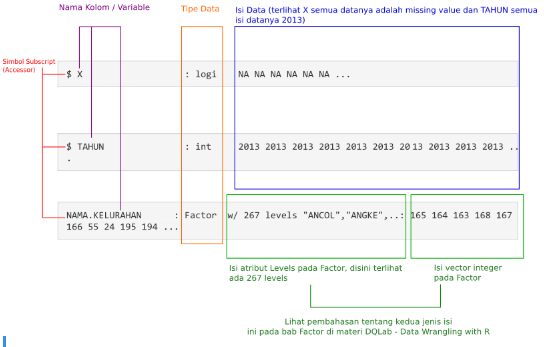 Nama Kolom / Variable
Tipe Data
Isi Data (terlihat X semua datanya adalah missing value dan TAHUN semua
isi datanya 2013)
Simbol Subscript
(Accessor)
$ X : logi NA NA NA NA NA NA ...
$ TAHUN : int 2013 2013 2013 2013 2013 2013 2013 2013 2013 2013 ..
.
NAMA.KELURAHAN : Factor w/ 267 levels "ANCOL","ANGKE",..: 165 164 163 168 167
166 55 24 195 194 ...
Isi atribut Levels pada Factor, disini terlihat
ada 267 levels
Isi vector integer
pada Factor
Lihat pembahasan tentang kedua jenis isi
ini pada bab Factor di materi DQLab - Data Wrangling with R